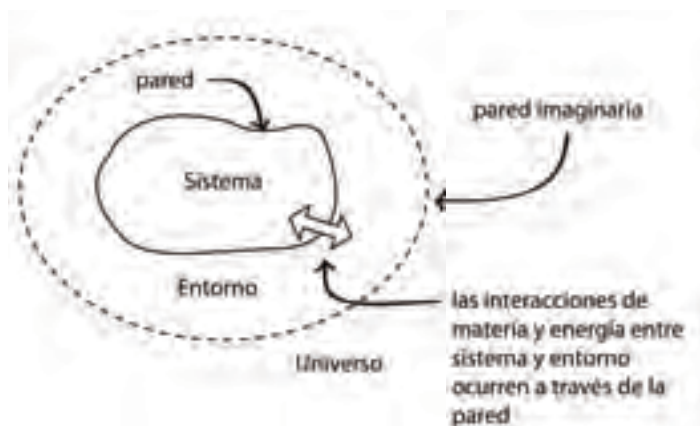 pared
pared imaginaria
Sistema
Entorno
Universo
las interacciones de
materia y energía entre
sistema y entorno
ocurren a través de la
pared